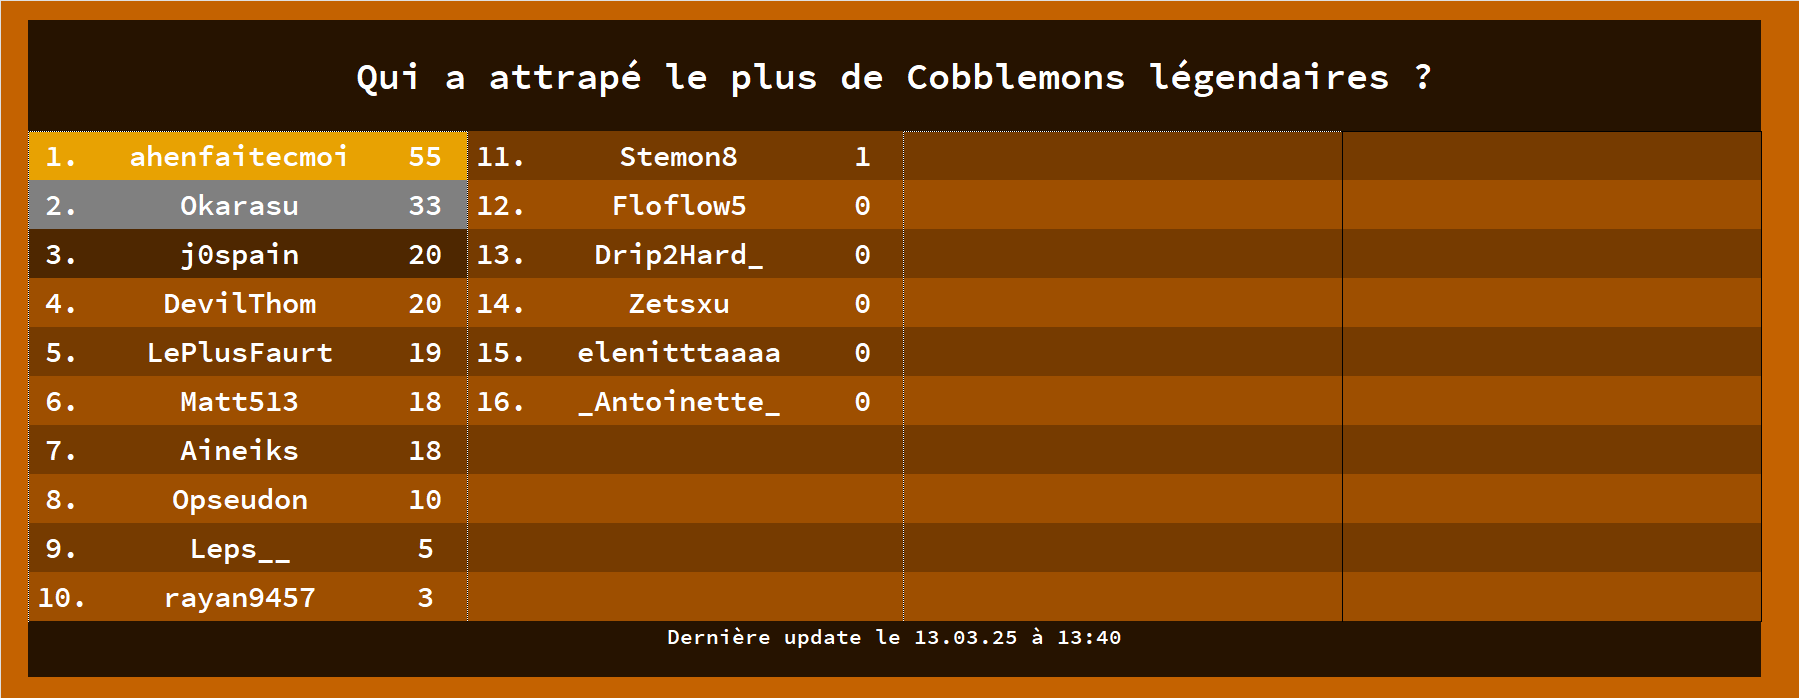 Qui a attrapé le plus de Cobblemons légendaires ?
1. ahenfaitecmoi 55
2. Okarasu 33
3. j0spain 20
4. DevilThom 20
5. LePlusFaurt 19
6. Matt513 18
7. Aineiks 18
8. Opseudon 10
9. Leps__ 5
10. rayan9457 3
11. Stemon8 1
12. Floflow5 0
13. Drip2Hard_ 0
14. Zetsxu 0
15. elenitttaaaa 0
16. _Antoinette_ 0
Dernière update le 13.03.25 à 13:40